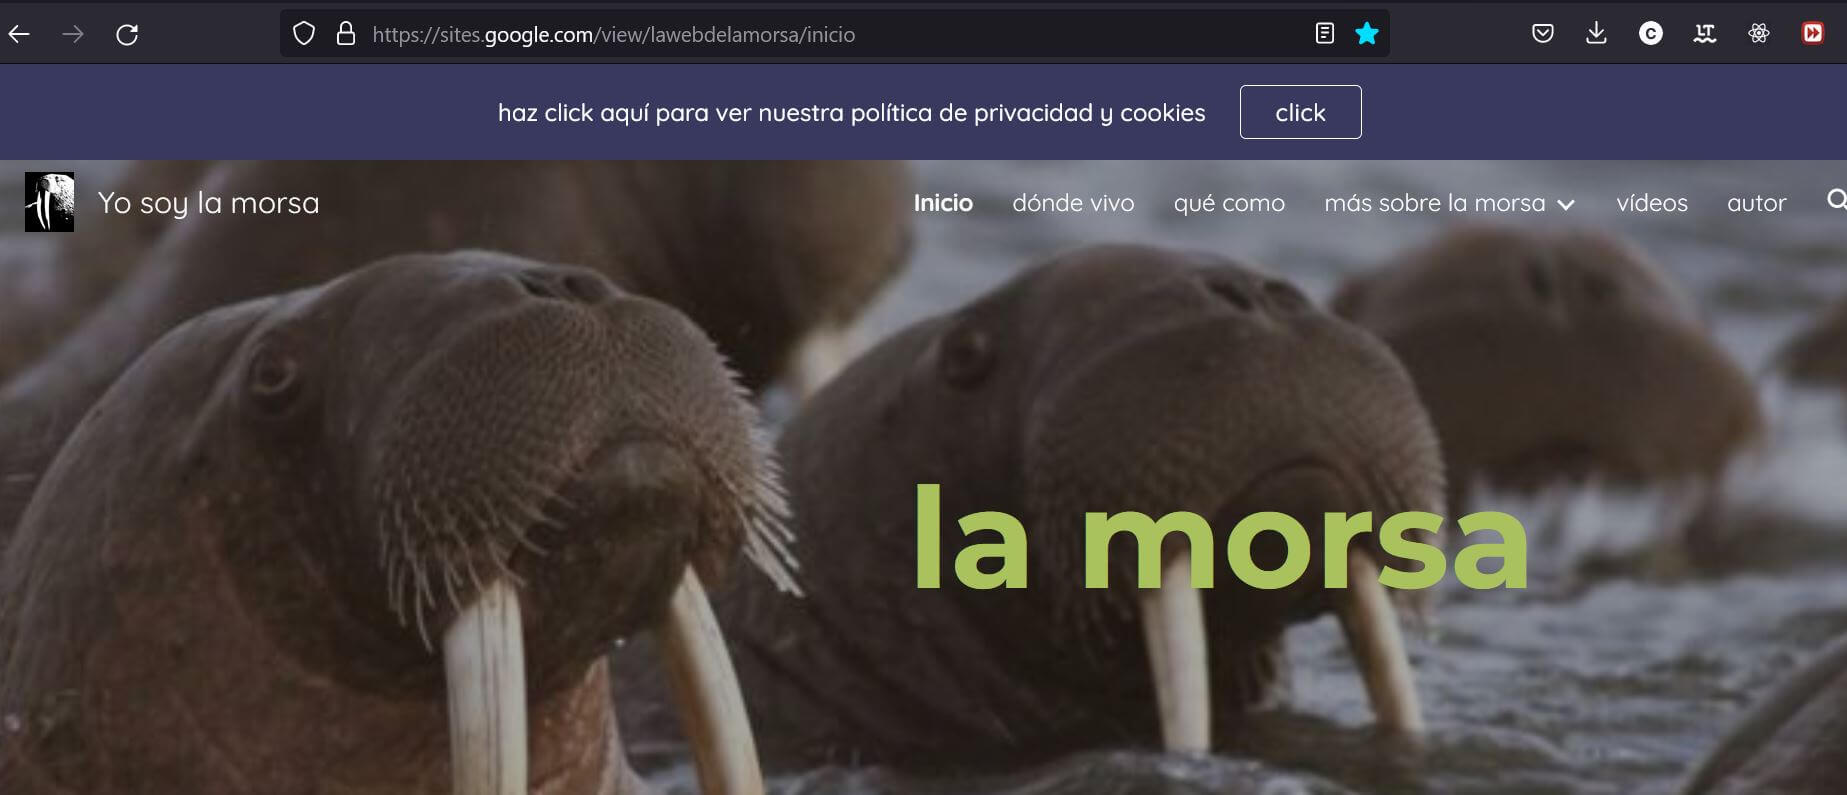 https://sites.google.com/view/lawebdelamorsa/inicio
C
LT
haz click aquí para ver nuestra política de privacidad y cookies
click
Yo soy la morsa
Inicio
dónde vivo
qué como
más sobre la morsa
vídeos
autor
la morsa